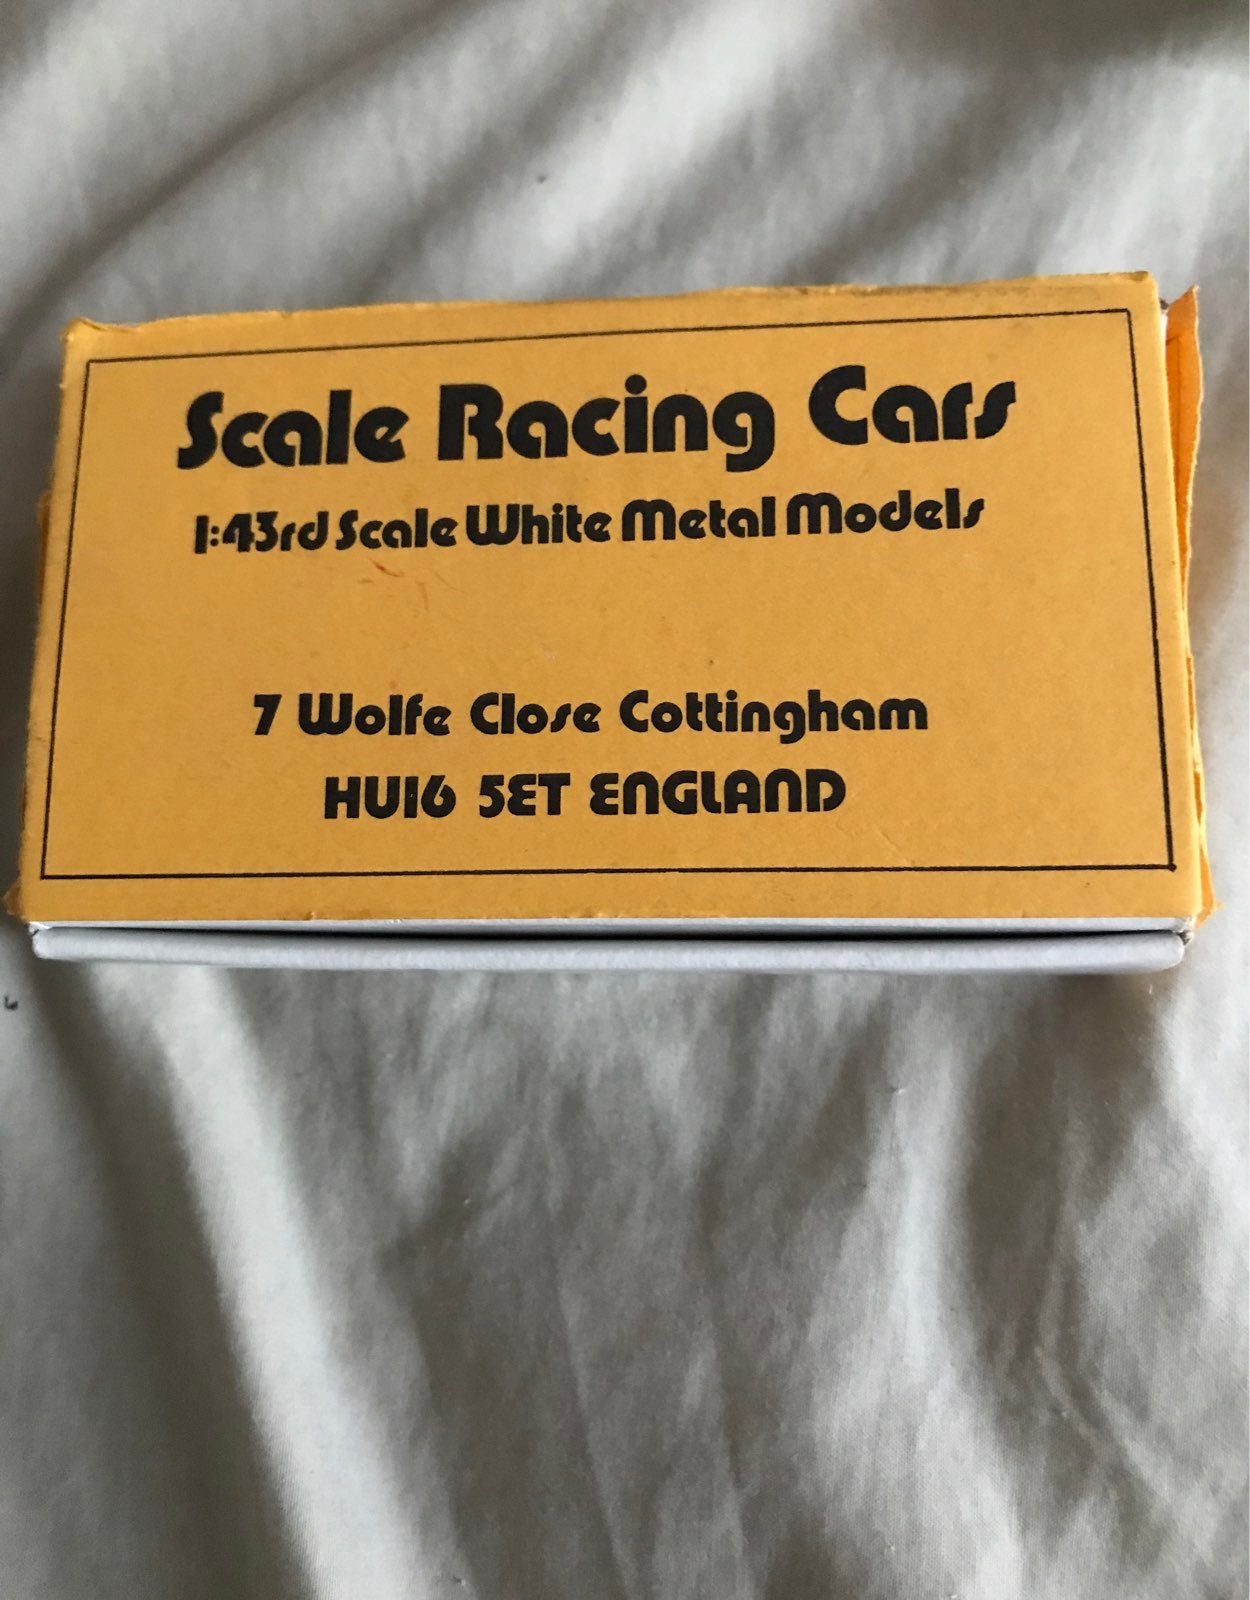 Scale Racing Cars
1:43rd Scale White Metal Models
7 Wolfe Close Cottingham
HU16 5ET ENGLAND